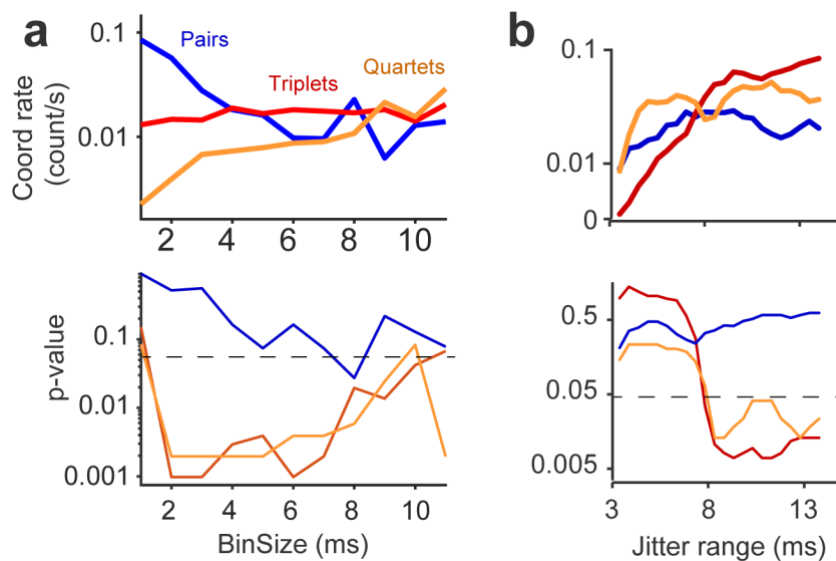 a
b
Coord rate
(count/s)
0.1
0.01
Pairs
Triplets
Quartets
2 4 6 8 10
0.1
0.01
0
p-value
0.1
0.01
0.001
2 4 6 8 10
BinSize (ms)
0.5
0.05
0.005
3 8 13
Jitter range (ms)